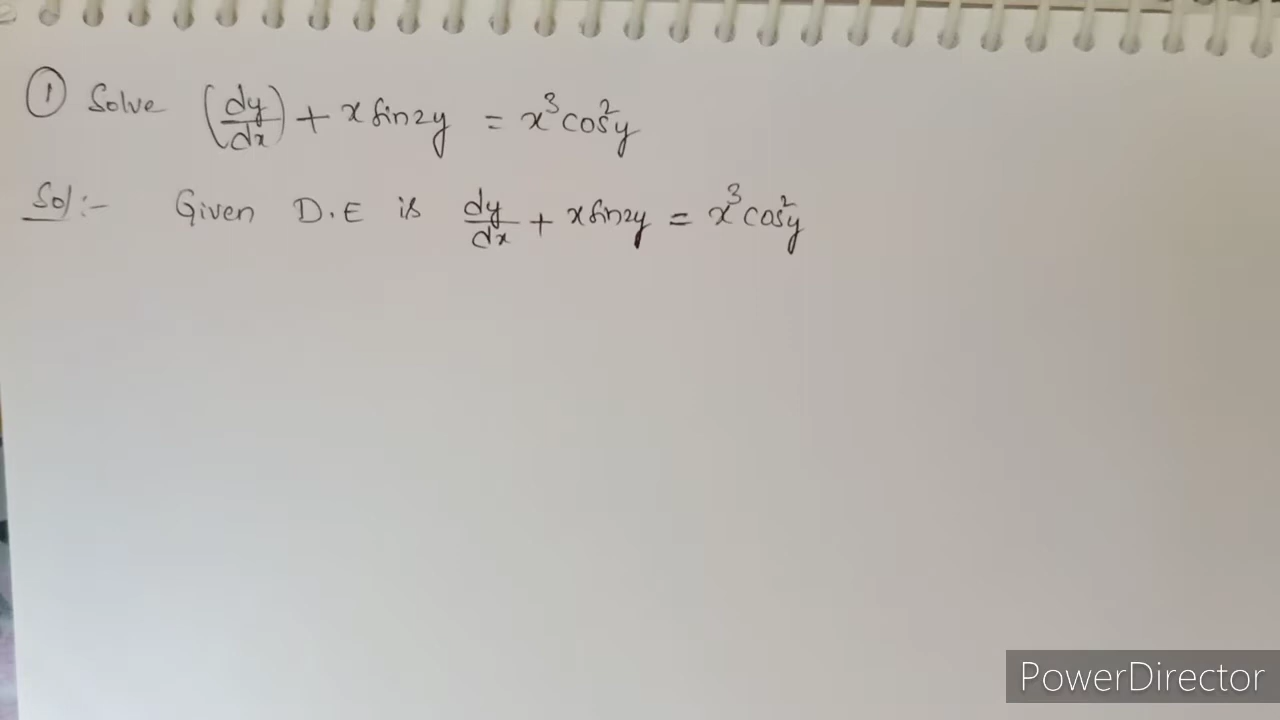 ① Solve (dy/dx) + x sin2y = x³cos²y
Sol:- Given D.E is dy/dx + x sin2y = x³cos²y
PowerDirector